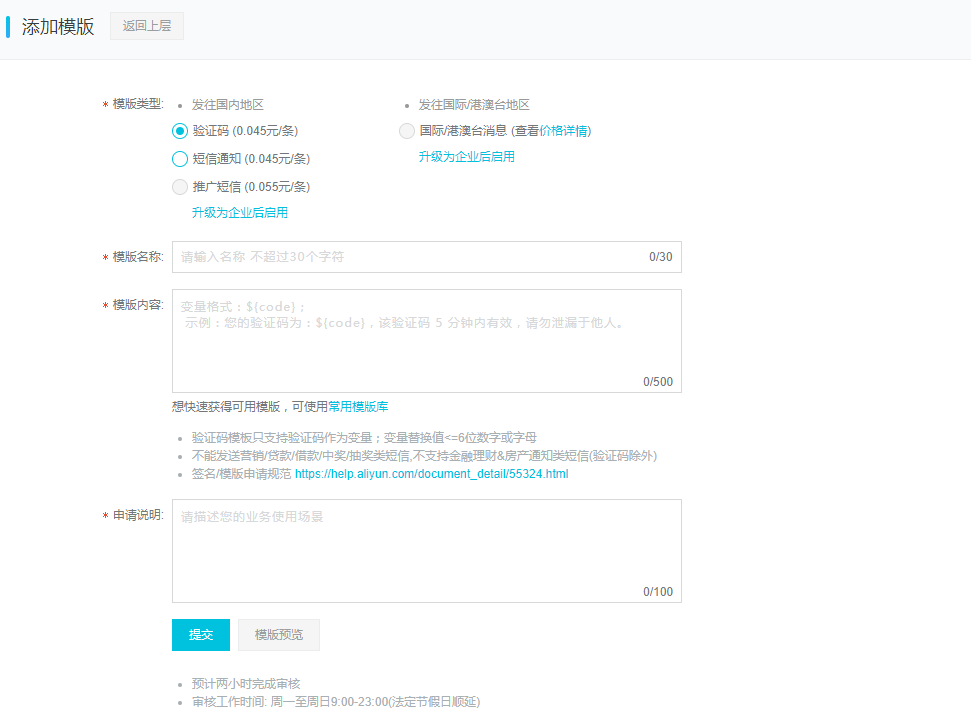 添加模版 返回上层
* 模版类型: • 发往国内地区 • 发往国际/港澳台地区
验证码 (0.045元/条) 国际/港澳台消息 (查看价格详情)
短信通知 (0.045元/条) 升级为企业后启用
推广短信 (0.055元/条)
升级为企业后启用
* 模版名称: 请输入名称 不超过30个字符 0/30
* 模版内容: 变量格式：${code}；
示例：您的验证码为：${code}，该验证码 5 分钟内有效，请勿泄漏于他人。
0/500
想快速获得可用模版，可使用常用模版库
• 验证码模板只支持验证码作为变量；变量替换值<=6位数字或字母
• 不能发送营销/贷款/借款/中奖/抽奖类短信,不支持金融理财&房产通知类短信(验证码除外)
• 签名/模版申请规范 https://help.aliyun.com/document_detail/55324.html
* 申请说明: 请描述您的业务使用场景
0/100
提交 模版预览
• 预计两小时完成审核
• 审核工作时间: 周一至周日9:00-23:00(法定节假日顺延)